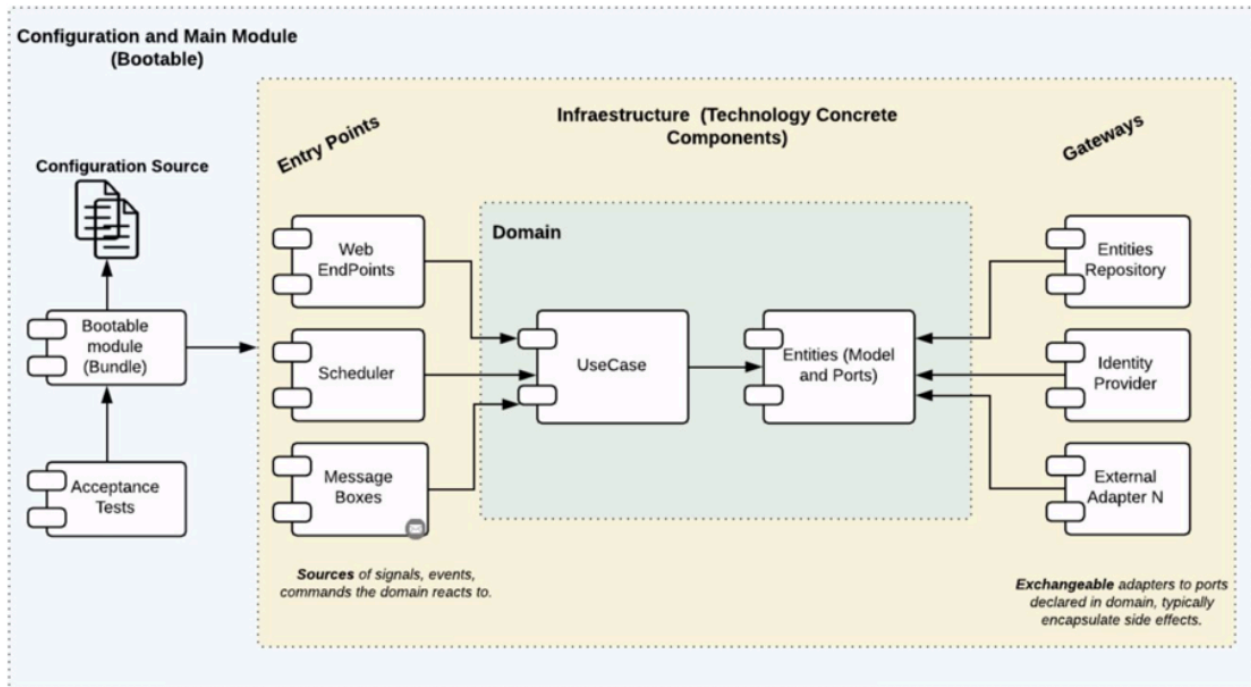 Configuration and Main Module
(Bootable)
Configuration Source
Bootable
module
(Bundle)
Acceptance
Tests
Infraestructure (Technology Concrete
Components)
Entry Points
Web
EndPoints
Scheduler
Message
Boxes
Sources of signals, events,
commands the domain reacts to.
Domain
UseCase
Entities (Model
and Ports)
Gateways
Entities
Repository
Identity
Provider
External
Adapter N
Exchangeable adapters to ports
declared in domain, typically
encapsulate side effects.